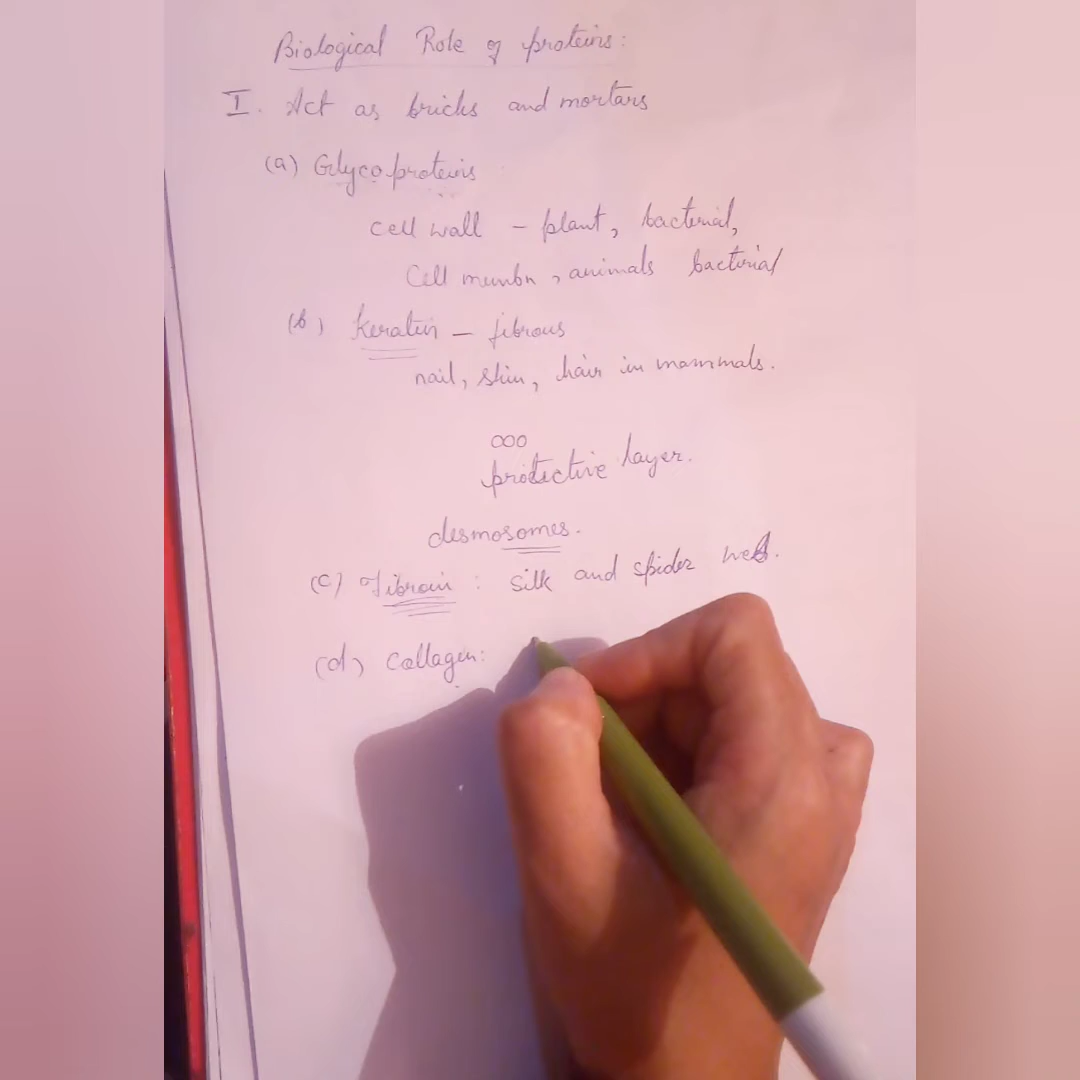 Biological Role of proteins:
I. Act as bricks and mortars
(a) Glycoproteins
cell wall - plant, bacterial,
Cell membn, animals bacterial
(b) Keratin - fibrous
nail, skin, hair in mammals.
protective layer.
desmosomes.
(c) Fibroin : silk and spider web.
(d) Collagen: